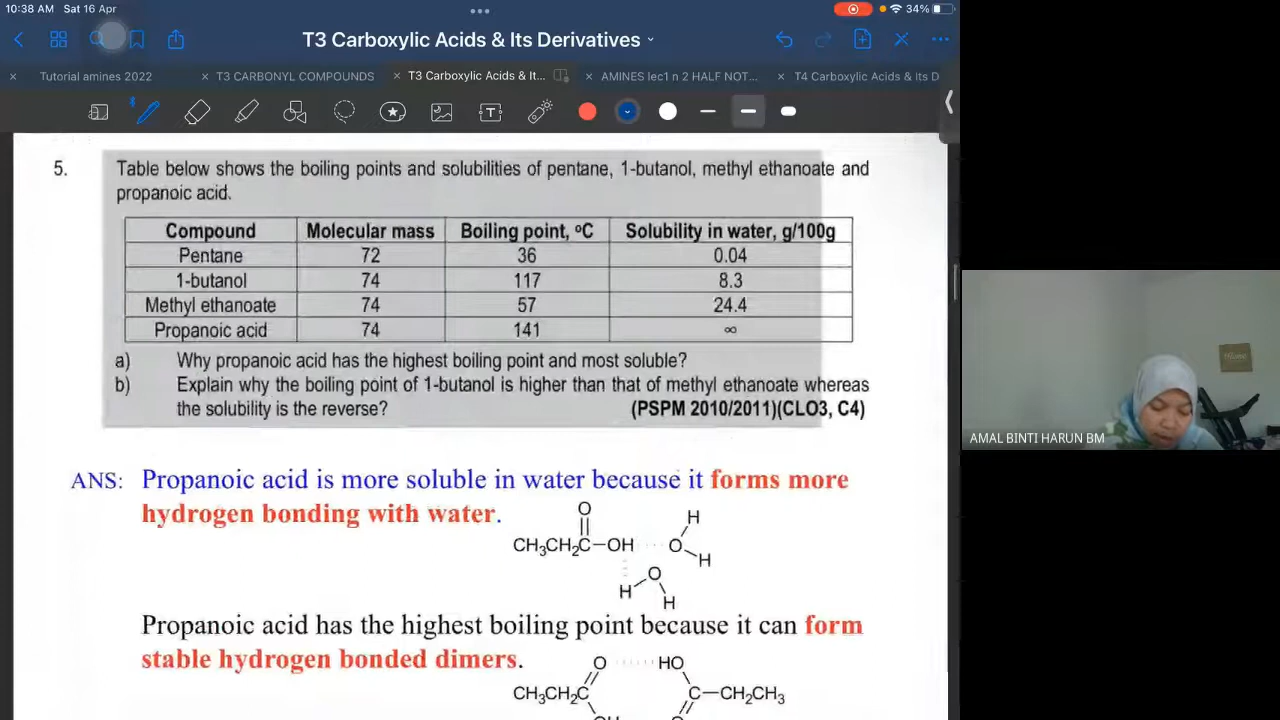 10:38 AM Sat 16 Apr
34%
T3 Carboxylic Acids & Its Derivatives
Tutorial amines 2022
T3 CARBONYL COMPOUNDS
T3 Carboxylic Acids & It...
AMINES lec1 n 2 HALF NOT...
T4 Carboxylic Acids & Its D
5. Table below shows the boiling points and solubilities of pentane, 1-butanol, methyl ethanoate and
propanoic acid.
Compound Molecular mass Boiling point, ºC Solubility in water, g/100g
Pentane 72 36 0.04
1-butanol 74 117 8.3
Methyl ethanoate 74 57 24.4
Propanoic acid 74 141 ∞
a) Why propanoic acid has the highest boiling point and most soluble?
b) Explain why the boiling point of 1-butanol is higher than that of methyl ethanoate whereas
the solubility is the reverse? (PSPM 2010/2011)(CLO3, C4)
ANS: Propanoic acid is more soluble in water because it forms more
hydrogen bonding with water.
O H
CH₃CH₂C–OH O H
O
H
H
Propanoic acid has the highest boiling point because it can form
stable hydrogen bonded dimers.
O HO
CH₃CH₂C C–CH₂CH₃
OH O
Home
AMAL BINTI HARUN BM